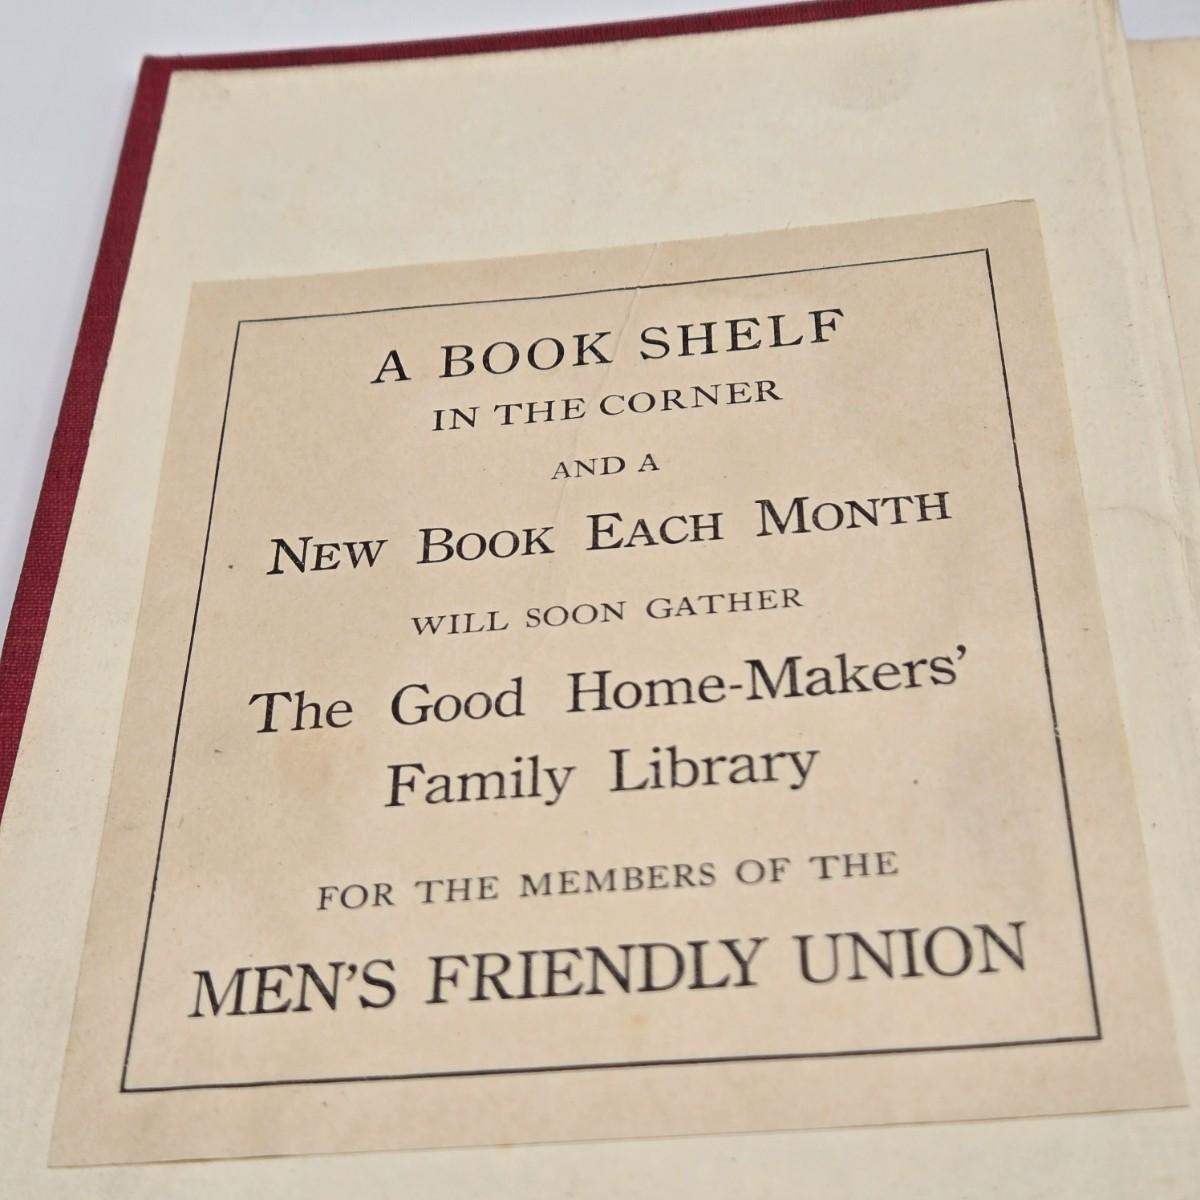 A BOOK SHELF
IN THE CORNER
AND A
NEW BOOK EACH MONTH
WILL SOON GATHER
The Good Home-Makers'
Family Library
FOR THE MEMBERS OF THE
MEN'S FRIENDLY UNION